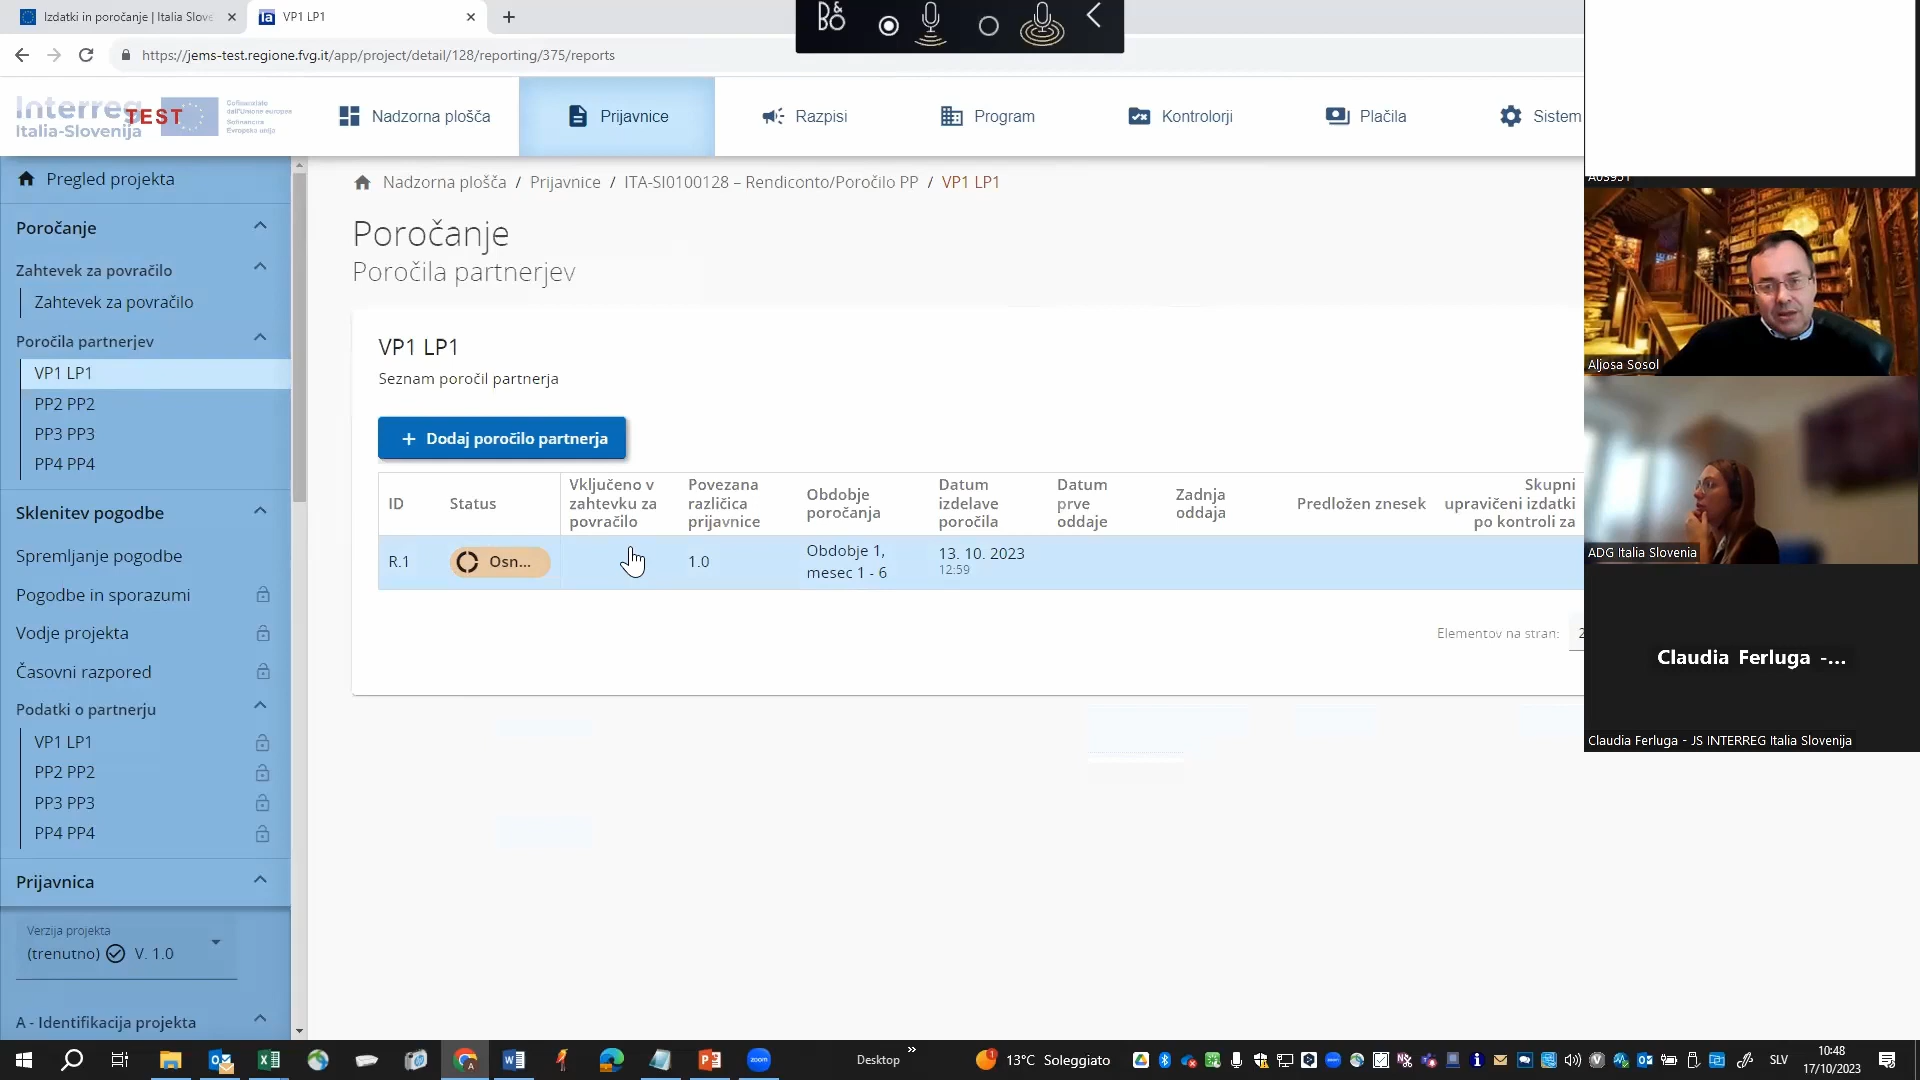 Izdatki in poročanje | Italia Slove
VP1 LP1
https://jems-test.regione.fvg.it/app/project/detail/128/reporting/375/reports
Interreg
TEST
Italia-Slovenija
Cofinanziato
dall'Unione europea
Sofinancira
Evropska unija
Nadzorna plošča
Prijavnice
Razpisi
Program
Kontrolorji
Plačila
Sistem
Pregled projekta
Poročanje
Zahtevek za povračilo
Zahtevek za povračilo
Poročila partnerjev
VP1 LP1
PP2 PP2
PP3 PP3
PP4 PP4
Sklenitev pogodbe
Spremljanje pogodbe
Pogodbe in sporazumi
Vodje projekta
Časovni razpored
Podatki o partnerju
VP1 LP1
PP2 PP2
PP3 PP3
PP4 PP4
Prijavnica
Verzija projekta
(trenutno) V. 1.0
A - Identifikacija projekta
Nadzorna plošča / Prijavnice / ITA-SI0100128 – Rendiconto/Poročilo PP / VP1 LP1
Poročanje
Poročila partnerjev
VP1 LP1
Seznam poročil partnerja
+ Dodaj poročilo partnerja
ID
Status
Vključeno v
zahtevku za
povračilo
Povezana
različica
prijavnice
Obdobje
poročanja
Datum
izdelave
poročila
Datum
prve
oddaje
Zadnja
oddaja
Predložen znesek
Skupni
upravičeni izdatki
po kontroli za
R.1
Osn...
1.0
Obdobje 1,
mesec 1 - 6
13. 10. 2023
12:59
Elementov na stran:
Aljosa Sosol
ADG Italia Slovenia
Claudia Ferluga -...
Claudia Ferluga - JS INTERREG Italia Slovenija
Desktop
13°C Soleggiato
SLV
10:48
17/10/2023